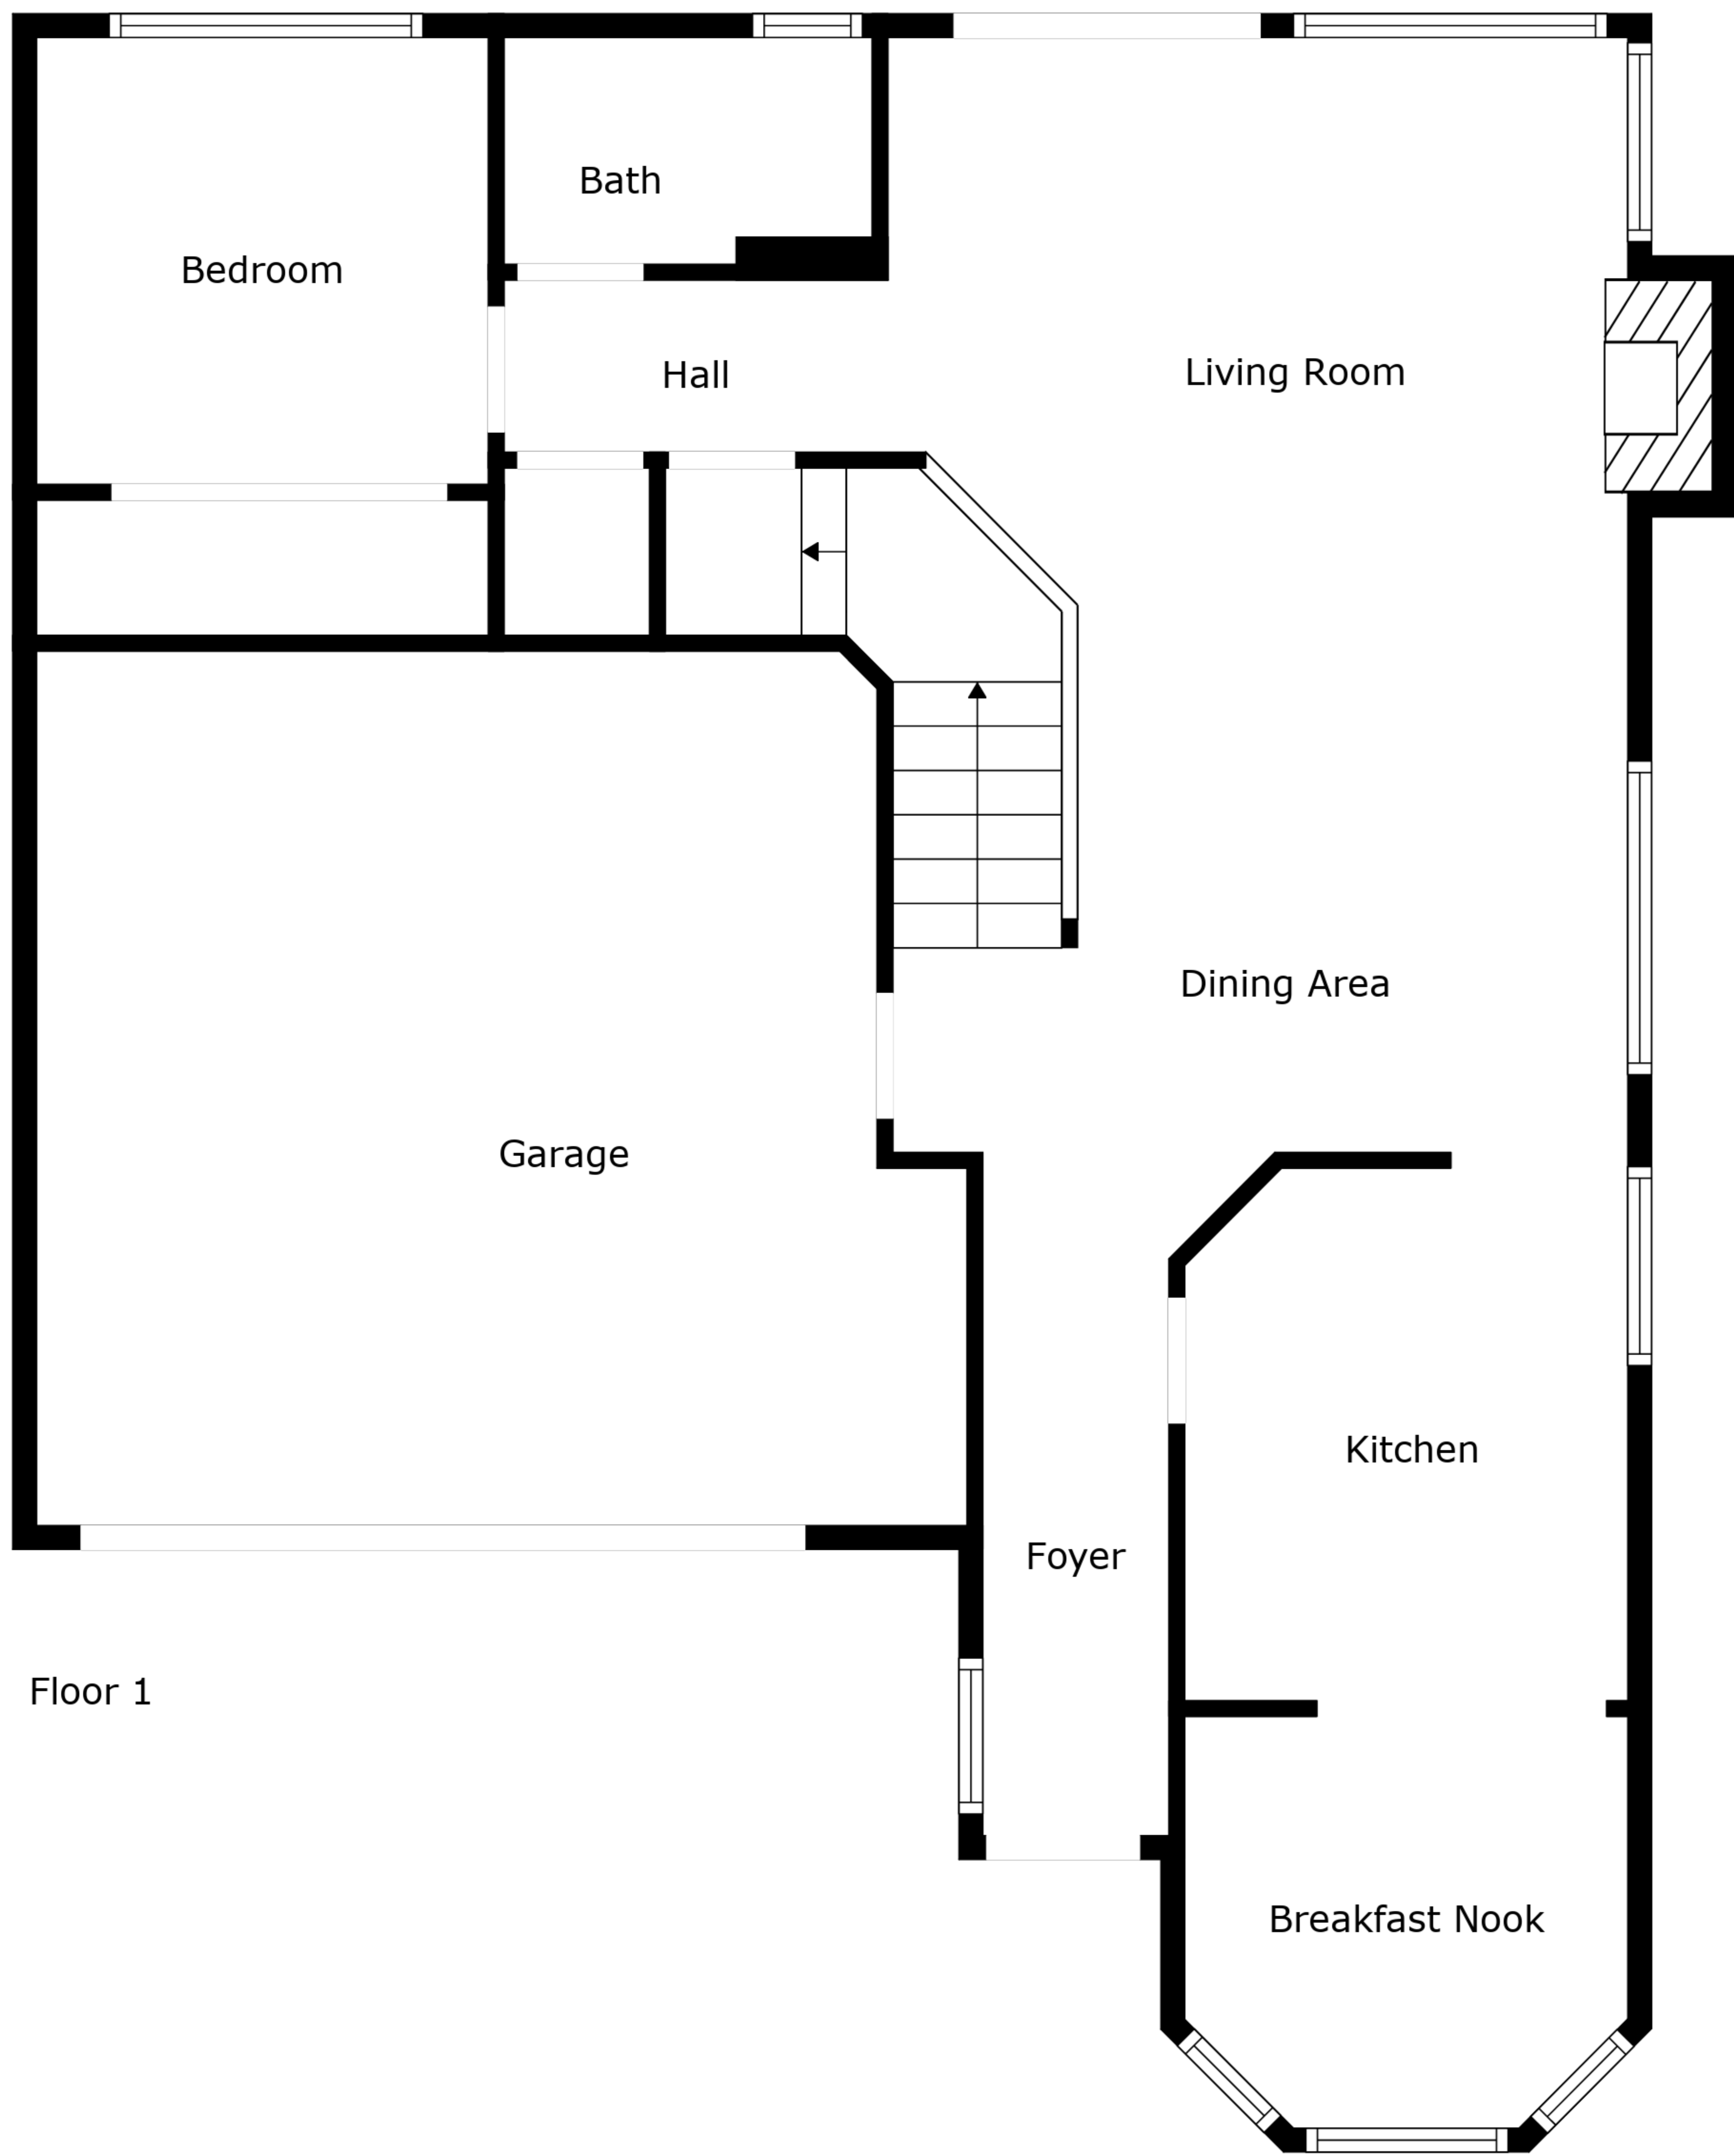 Bath
Bedroom
Hall
Living Room
Dining Area
Garage
Kitchen
Foyer
Floor 1
Breakfast Nook